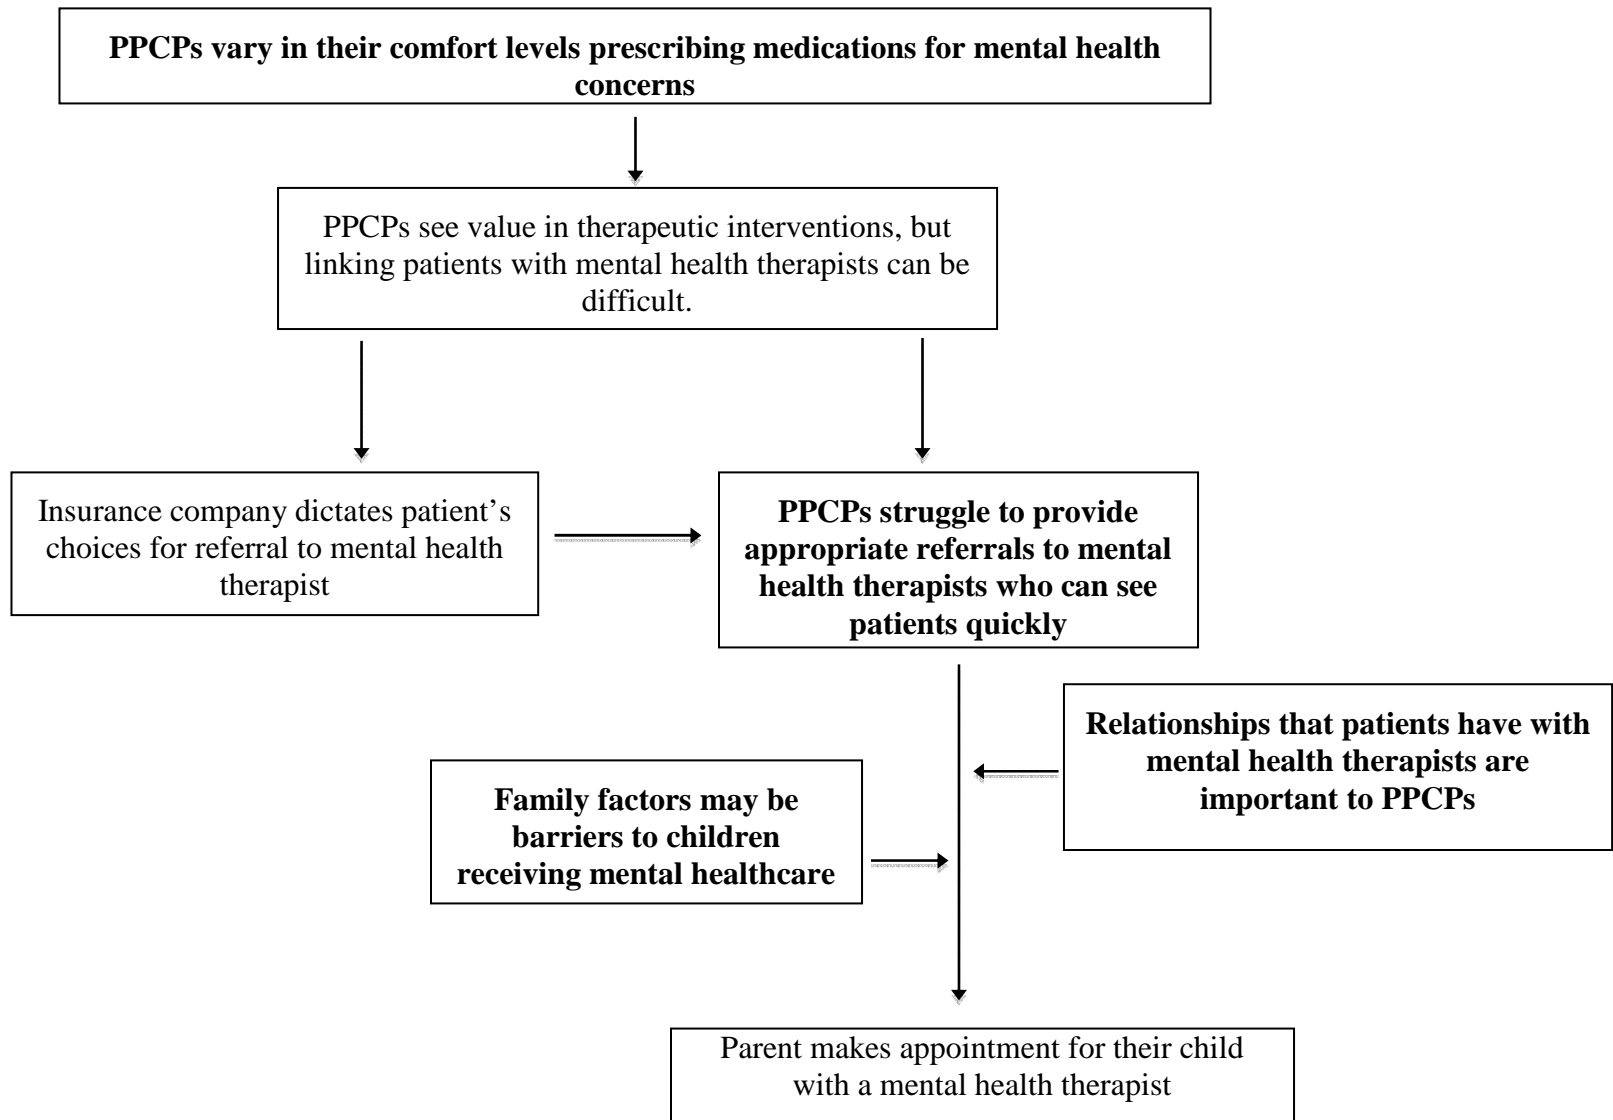 PPCPs vary in their comfort levels prescribing medications for mental health
concerns
PPCPs see value in therapeutic interventions, but
linking patients with mental health therapists can be
difficult.
Insurance company dictates patient’s
choices for referral to mental health
therapist
PPCPs struggle to provide
appropriate referrals to mental
health therapists who can see
patients quickly
Relationships that patients have with
mental health therapists are
important to PPCPs
Family factors may be
barriers to children
receiving mental healthcare
Parent makes appointment for their child
with a mental health therapist